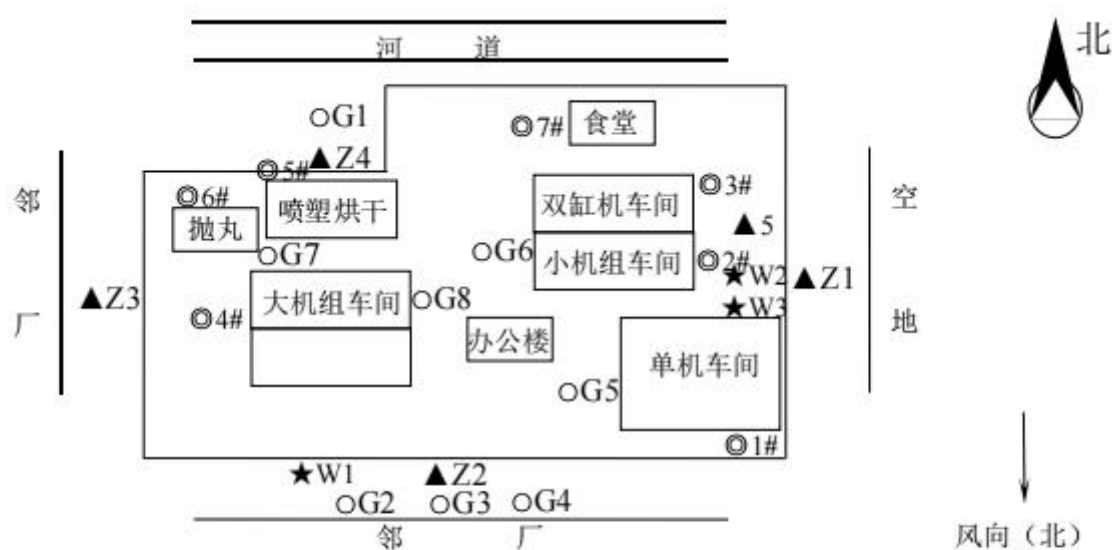 河 道
北
○G1
◎7#
食堂
▲Z4
◎5#
◎6#
喷塑烘干
抛丸
双缸机车间
◎3#
▲5
邻
厂
空
地
○G7
○G6
小机组车间
◎2#
★W2
▲Z1
▲Z3
大机组车间
○G8
★W3
◎4#
办公楼
单机车间
○G5
◎1#
★W1
▲Z2
○G2
○G3
○G4
邻 厂
风向（北）